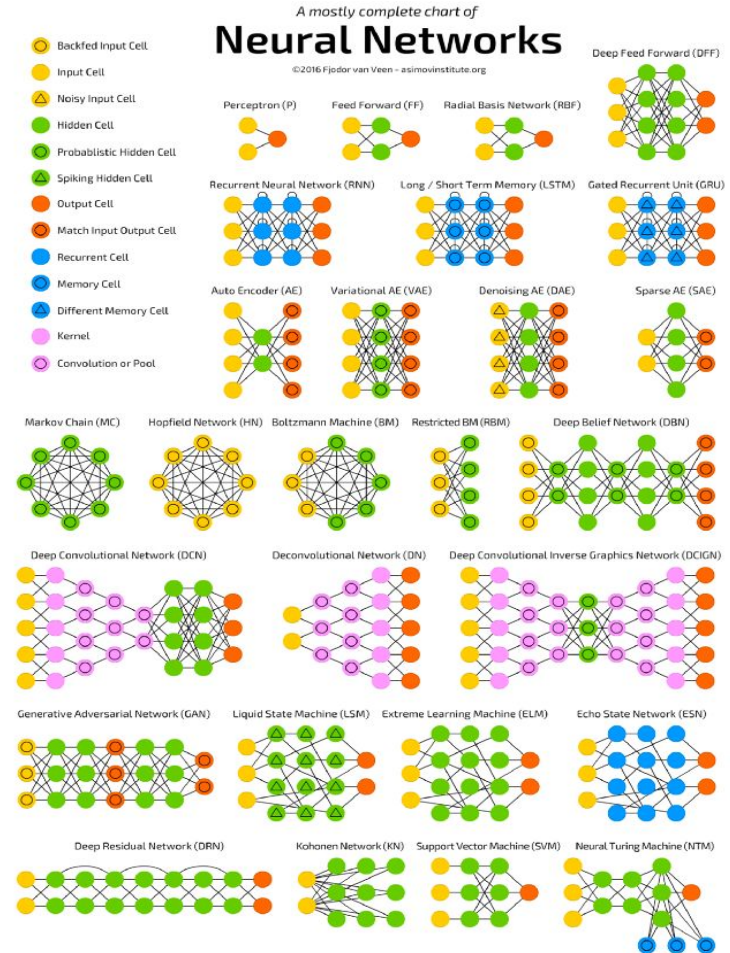 A mostly complete chart of
Neural Networks
©2016 Fjodor van Veen - asimovinstitute.org
Backfed Input Cell
Input Cell
Noisy Input Cell
Hidden Cell
Probablistic Hidden Cell
Spiking Hidden Cell
Output Cell
Match Input Output Cell
Recurrent Cell
Memory Cell
Different Memory Cell
Kernel
Convolution or Pool
Deep Feed Forward (DFF)
Perceptron (P)
Feed Forward (FF)
Radial Basis Network (RBF)
Recurrent Neural Network (RNN)
Long / Short Term Memory (LSTM)
Gated Recurrent Unit (GRU)
Auto Encoder (AE)
Variational AE (VAE)
Denoising AE (DAE)
Sparse AE (SAE)
Markov Chain (MC)
Hopfield Network (HN)
Boltzmann Machine (BM)
Restricted BM (RBM)
Deep Belief Network (DBN)
Deep Convolutional Network (DCN)
Deconvolutional Network (DN)
Deep Convolutional Inverse Graphics Network (DCIGN)
Generative Adversarial Network (GAN)
Liquid State Machine (LSM)
Extreme Learning Machine (ELM)
Echo State Network (ESN)
Deep Residual Network (DRN)
Kohonen Network (KN)
Support Vector Machine (SVM)
Neural Turing Machine (NTM)